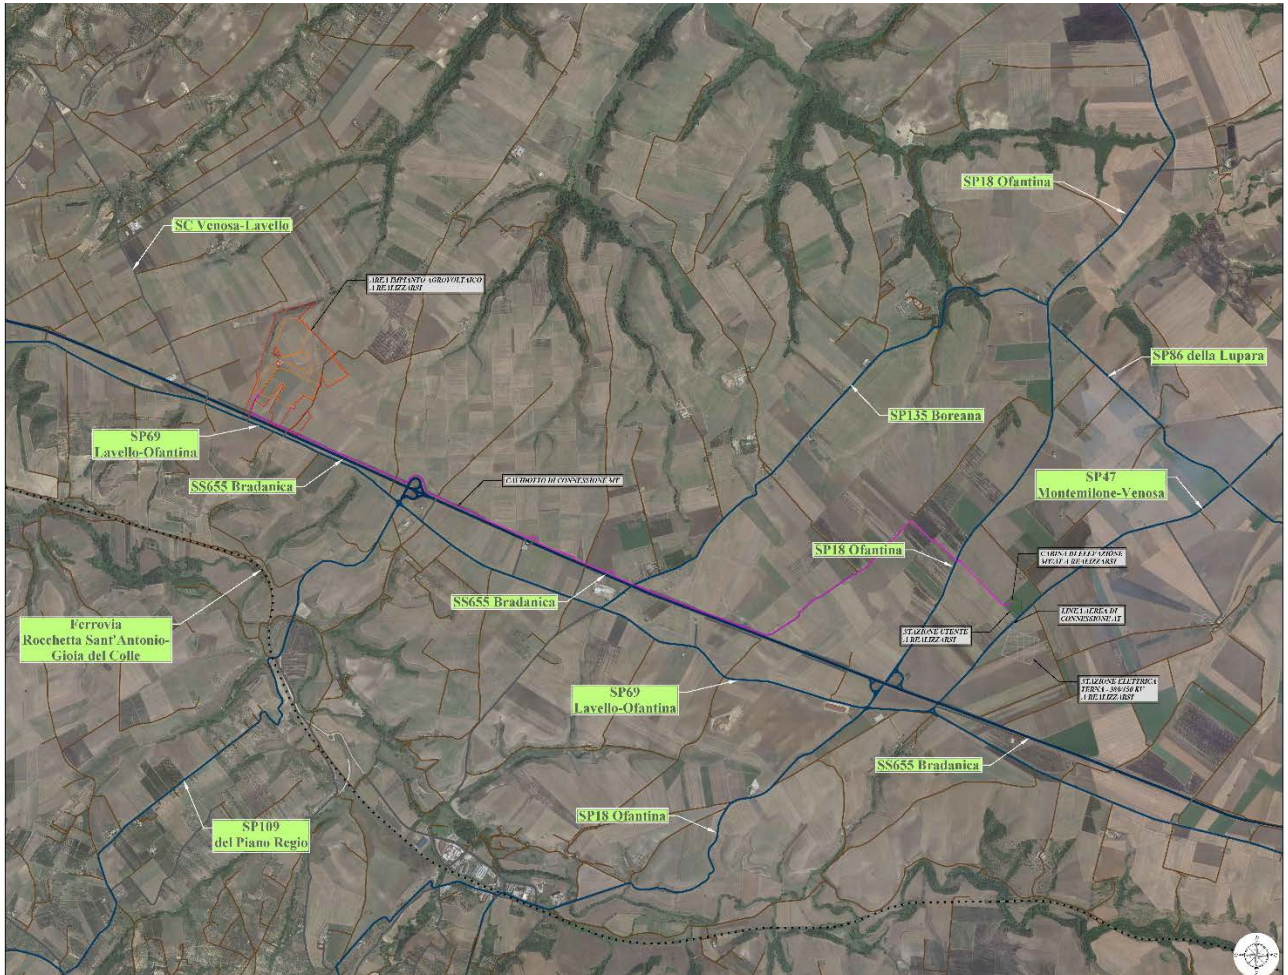 SP18 Ofantina
SC Venosa-Lavello
AREA IMPIANTO AGROVOLTAICO
A REALIZZARSI
SP86 della Lupara
SP135 Boreana
SP69
Lavello-Ofantina
SS655 Bradanica
CAVIDOTTO DI CONNESSIONE MT
SP47
Montemilone-Venosa
SP18 Ofantina
CABINA DI ELEVAZIONE
MT/AT A REALIZZARSI
SS655 Bradanica
LINEA AEREA DI
CONNESSIONE AT
Ferrovia
Rocchetta Sant'Antonio-
Gioia del Colle
STAZIONE UTENTE
A REALIZZARSI
STAZIONE ELETTRICA
TERNA - 380/150 KV
A REALIZZARSI
SP69
Lavello-Ofantina
SS655 Bradanica
SP18 Ofantina
SP109
del Piano Regio